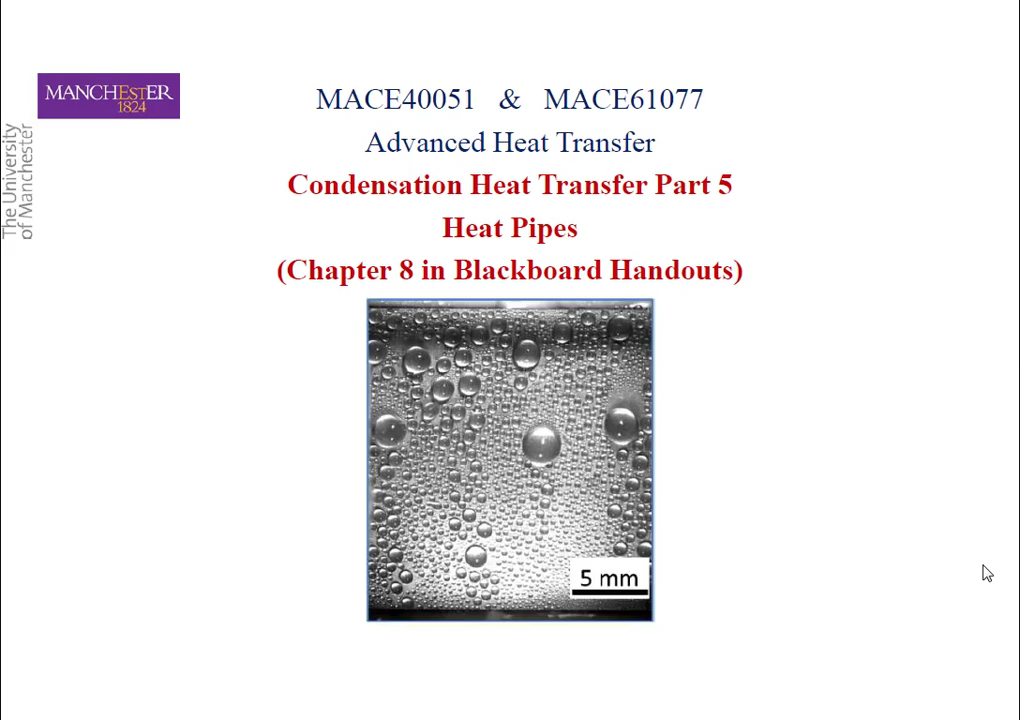 MANCHESTER
1824
The University
of Manchester
MACE40051 & MACE61077
Advanced Heat Transfer
Condensation Heat Transfer Part 5
Heat Pipes
(Chapter 8 in Blackboard Handouts)
5 mm